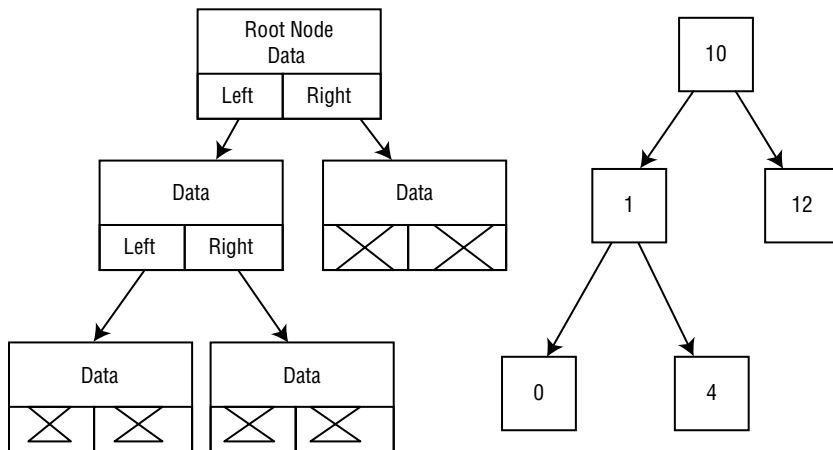 Root Node
Data
Left Right
10
Data Data
Left Right
1 12
Data Data
0 4